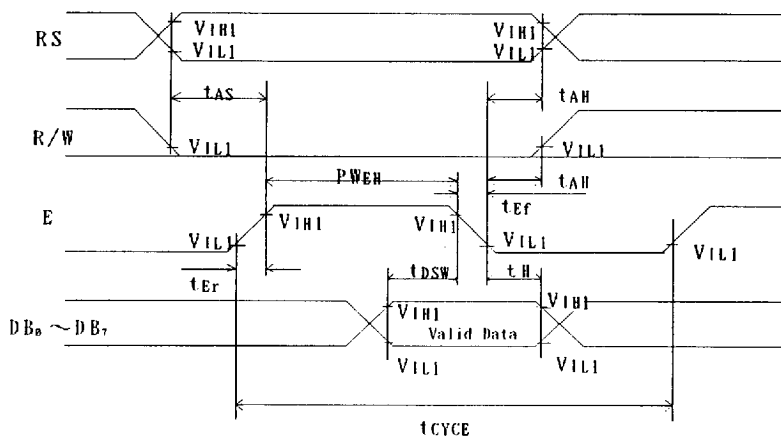 RS
VIH1
VIL1
VIH1
VIL1
tAS
tAH
R/W
VIL1
VIL1
PWEH
tAH
tEf
E
VIH1
VIH1
VIL1
VIL1
VIL1
tEr
tDSW
tH
DB0 ~DB7
VIH1
Valid Data
VIH1
VIL1
VIL1
tCYCE